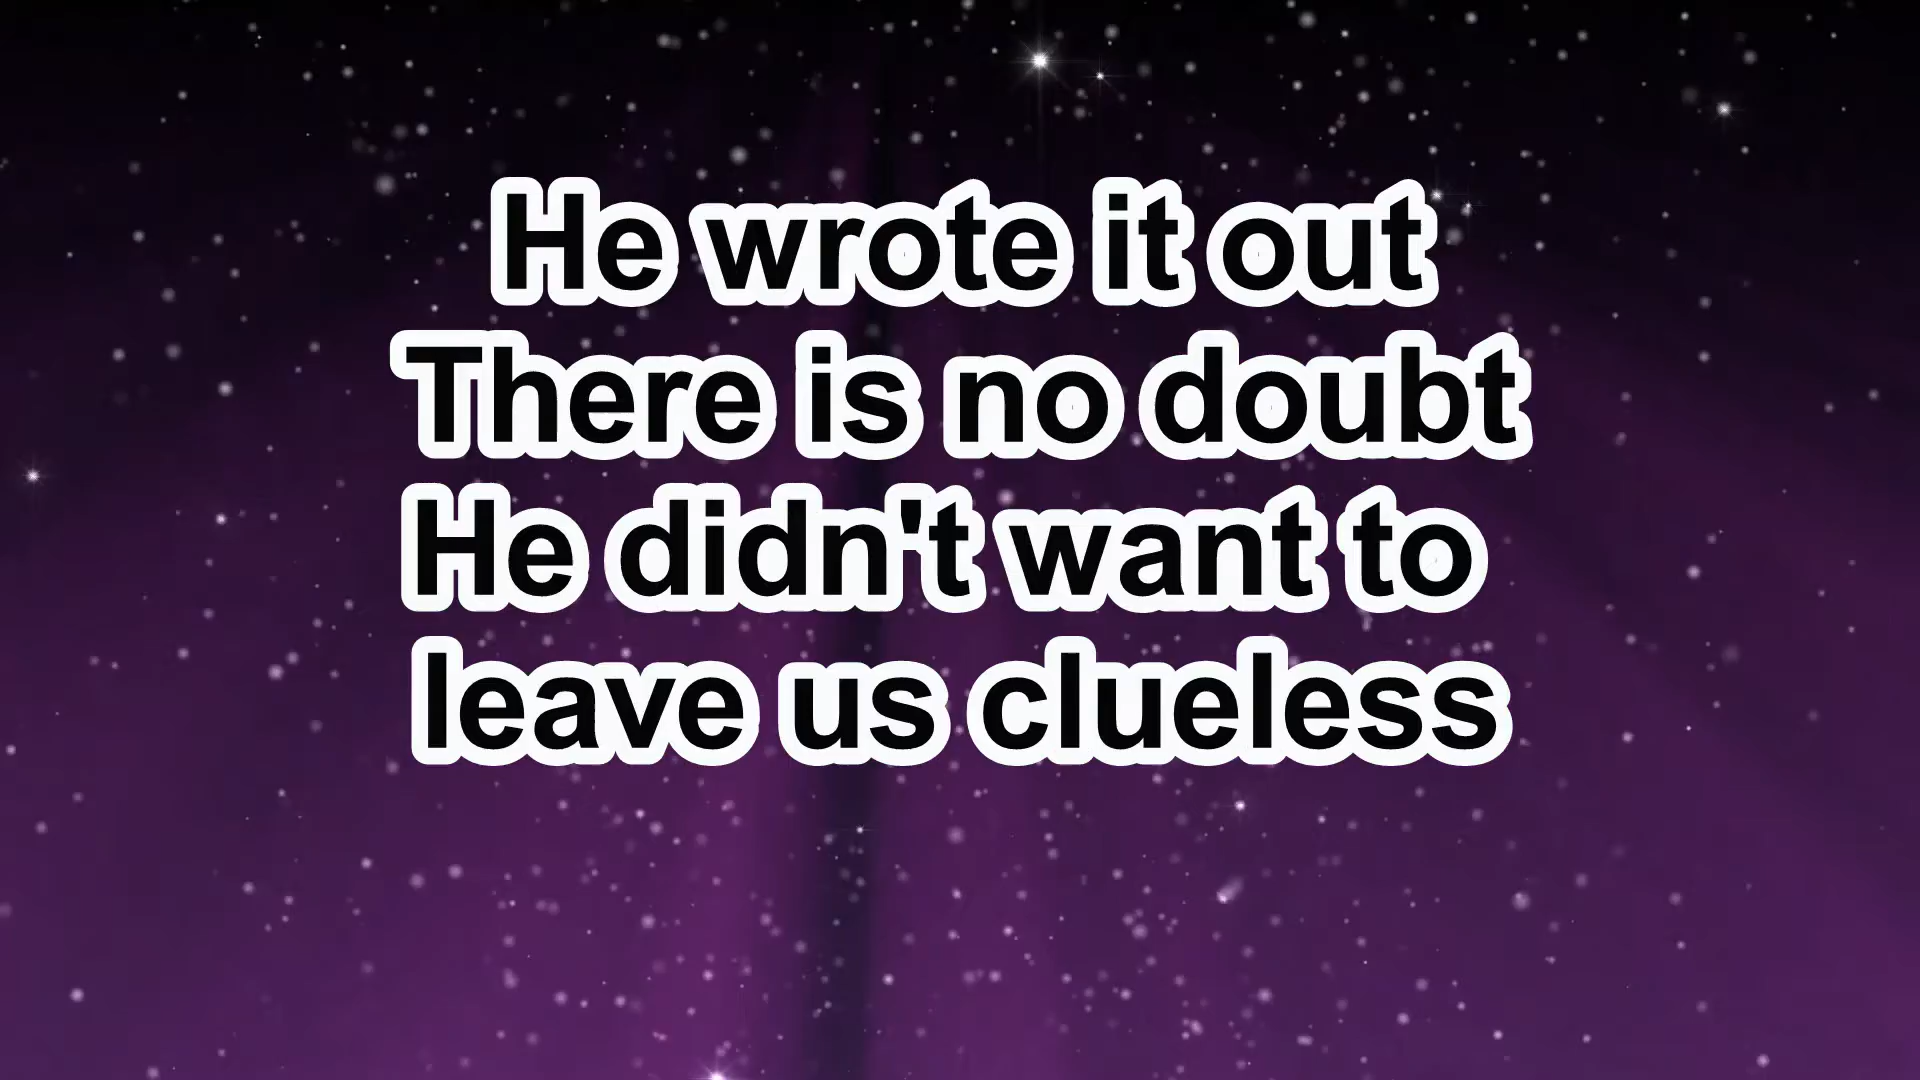 He wrote it out
There is no doubt
He didn't want to
leave us clueless